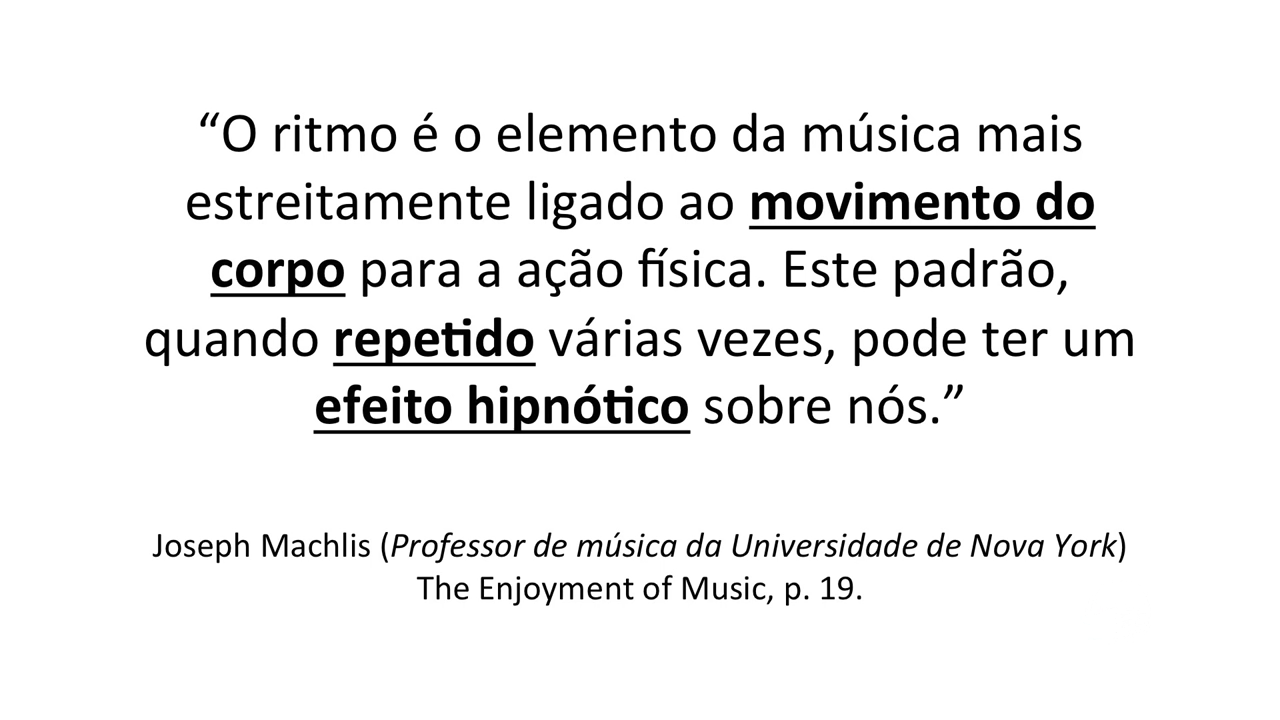 “O ritmo é o elemento da música mais
estreitamente ligado ao movimento do
corpo para a ação física. Este padrão,
quando repetido várias vezes, pode ter um
efeito hipnótico sobre nós.”
Joseph Machlis (Professor de música da Universidade de Nova York)
The Enjoyment of Music, p. 19.